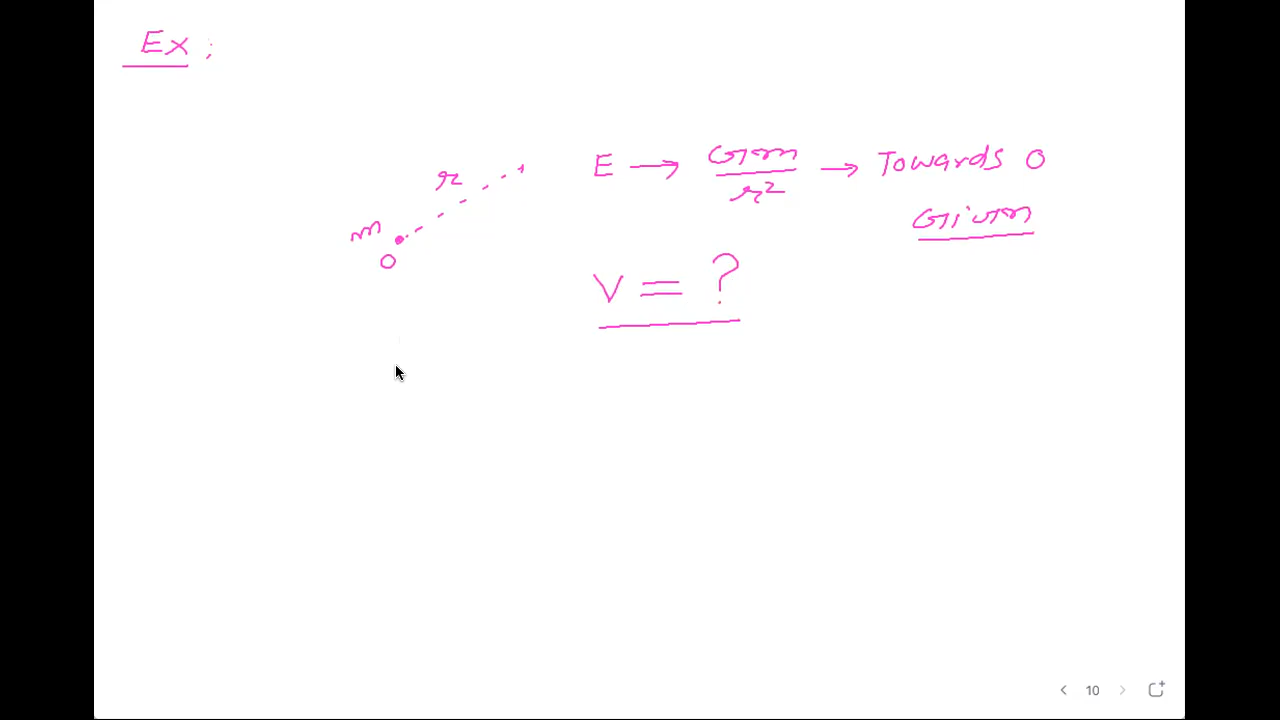 Ex ;
E → Gm/r² → Towards O
Given
r
m
O
V = ?
10